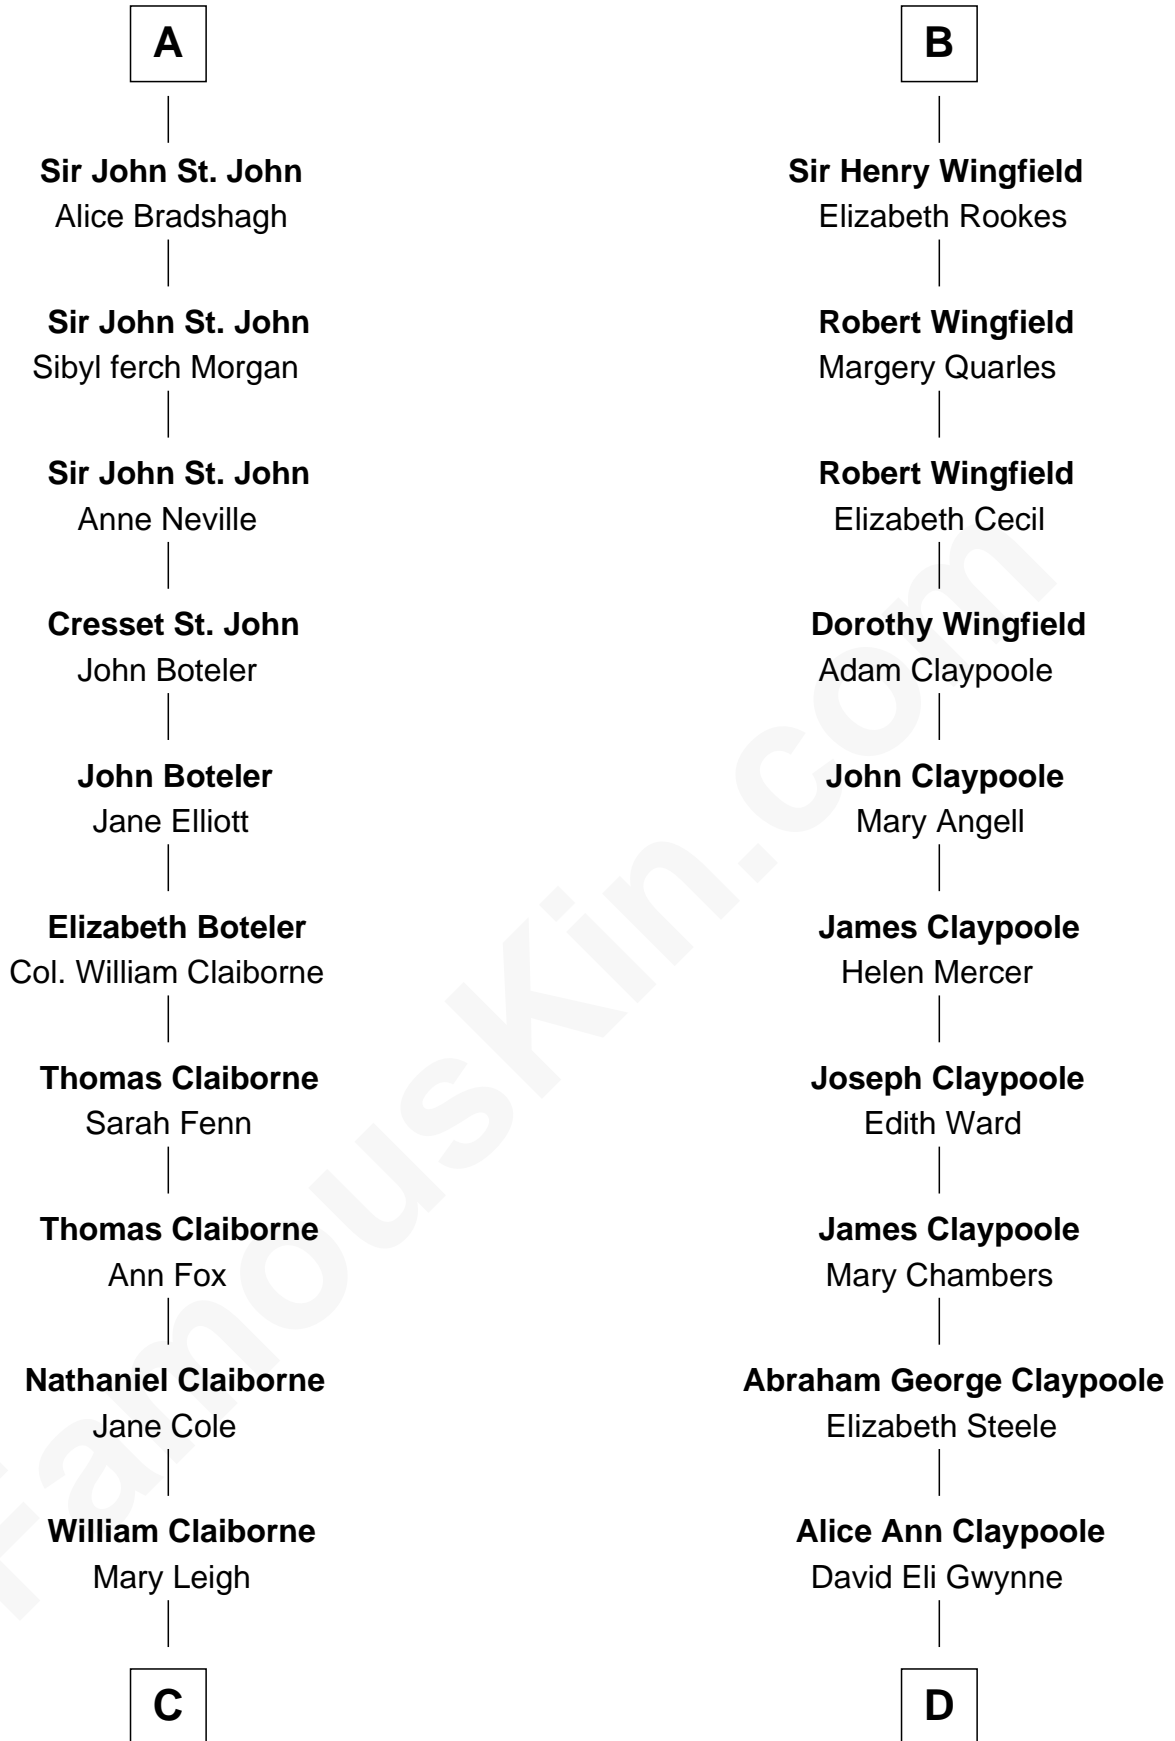 A
Sir John St. John
Alice Bradshagh
Sir John St. John
Sibyl ferch Morgan
Sir John St. John
Anne Neville
Cresset St. John
John Boteler
John Boteler
Jane Elliott
Elizabeth Boteler
Col. William Claiborne
Thomas Claiborne
Sarah Fenn
Thomas Claiborne
Ann Fox
Nathaniel Claiborne
Jane Cole
William Claiborne
Mary Leigh
C
B
Sir Henry Wingfield
Elizabeth Rookes
Robert Wingfield
Margery Quarles
Robert Wingfield
Elizabeth Cecil
Dorothy Wingfield
Adam Claypoole
John Claypoole
Mary Angell
James Claypoole
Helen Mercer
Joseph Claypoole
Edith Ward
James Claypoole
Mary Chambers
Abraham George Claypoole
Elizabeth Steele
Alice Ann Claypoole
David Eli Gwynne
D
FamousKin.com